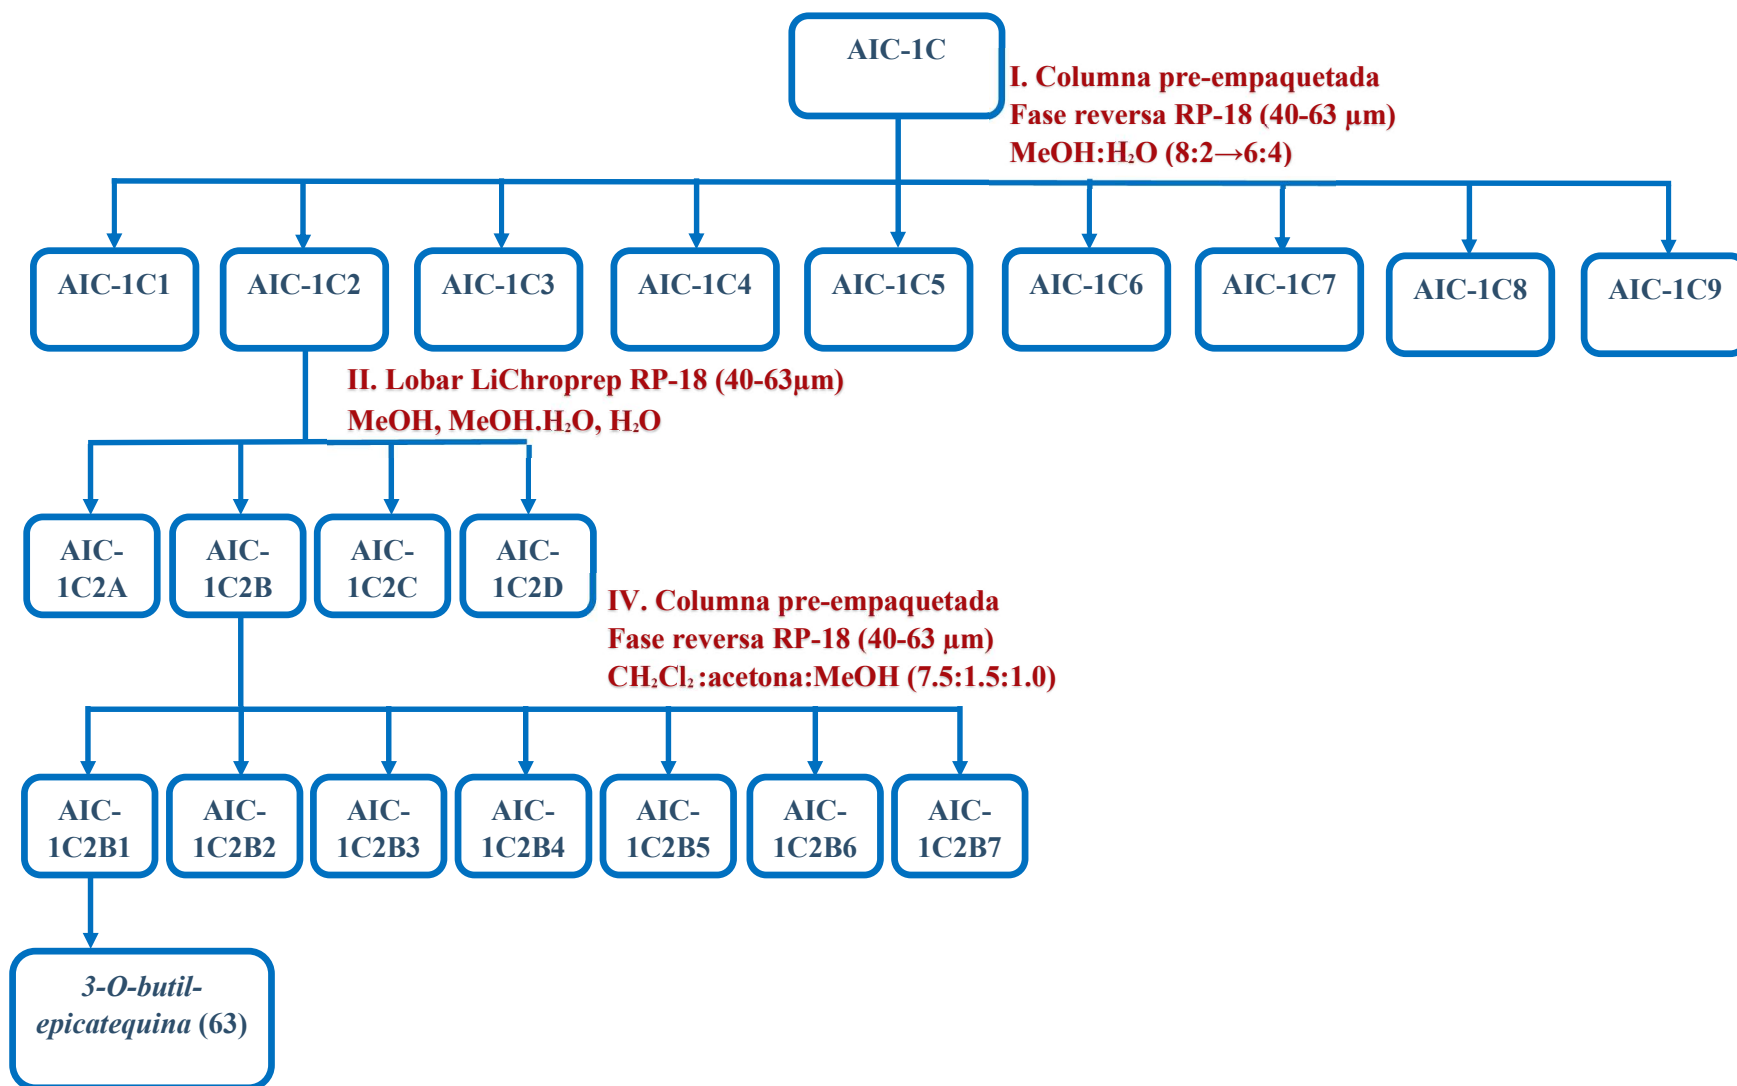 AIC-1C
I. Columna pre-empaquetada
Fase reversa RP-18 (40-63 µm)
MeOH:H₂O (8:2→6:4)
AIC-1C1
AIC-1C2
AIC-1C3
AIC-1C4
AIC-1C5
AIC-1C6
AIC-1C7
AIC-1C8
AIC-1C9
II. Lobar LiChroprep RP-18 (40-63µm)
MeOH, MeOH.H₂O, H₂O
AIC-
1C2A
AIC-
1C2B
AIC-
1C2C
AIC-
1C2D
IV. Columna pre-empaquetada
Fase reversa RP-18 (40-63 µm)
CH₂Cl₂:acetona:MeOH (7.5:1.5:1.0)
AIC-
1C2B1
AIC-
1C2B2
AIC-
1C2B3
AIC-
1C2B4
AIC-
1C2B5
AIC-
1C2B6
AIC-
1C2B7
3-O-butil-
epicatequina (63)